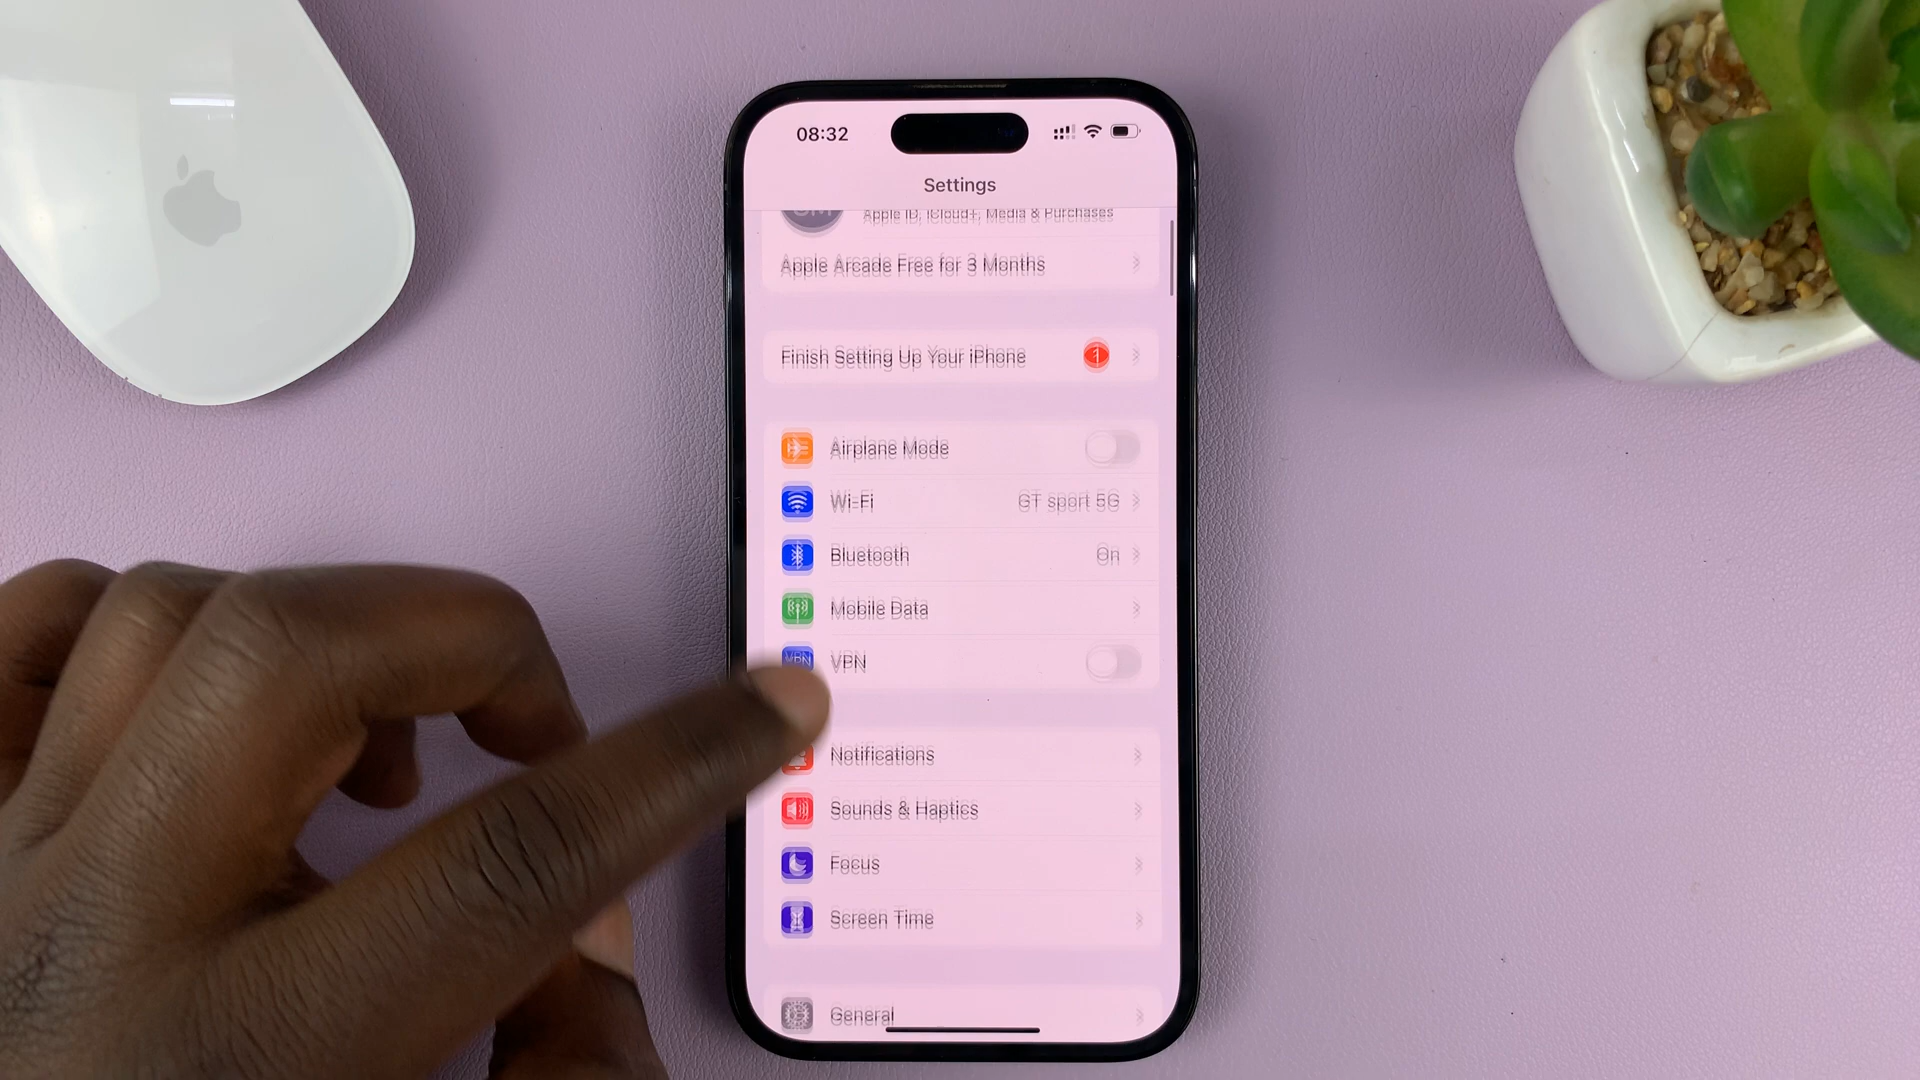 08:32
Settings
Apple ID, iCloud+, Media & Purchases
Apple Arcade Free for 3 Months
Finish Setting Up Your iPhone 1
Airplane Mode
Wi-Fi GT sport 5G
Bluetooth On
Mobile Data
VPN VPN
Notifications
Sounds & Haptics
Focus
Screen Time
General